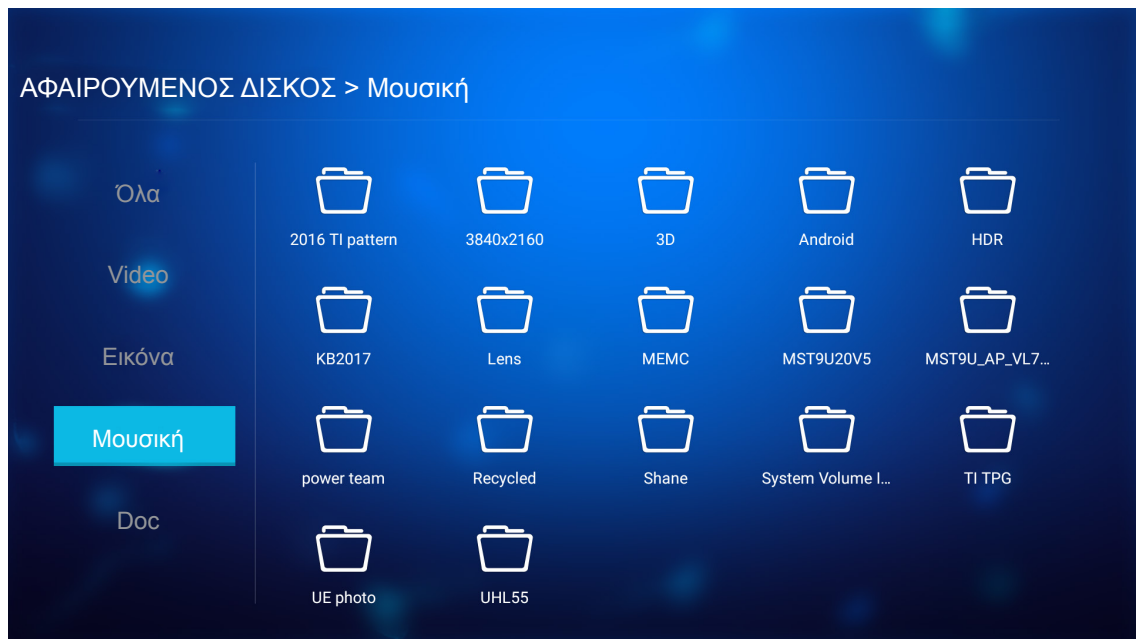 ΑΦΑΙΡΟΥΜΕΝΟΣ ΔΙΣΚΟΣ > Μουσική
Όλα
Video
Εικόνα
Μουσική
Doc
2016 TI pattern
3840x2160
3D
Android
HDR
KB2017
Lens
MEMC
MST9U20V5
MST9U_AP_VL7...
power team
Recycled
Shane
System Volume I...
TI TPG
UE photo
UHL55